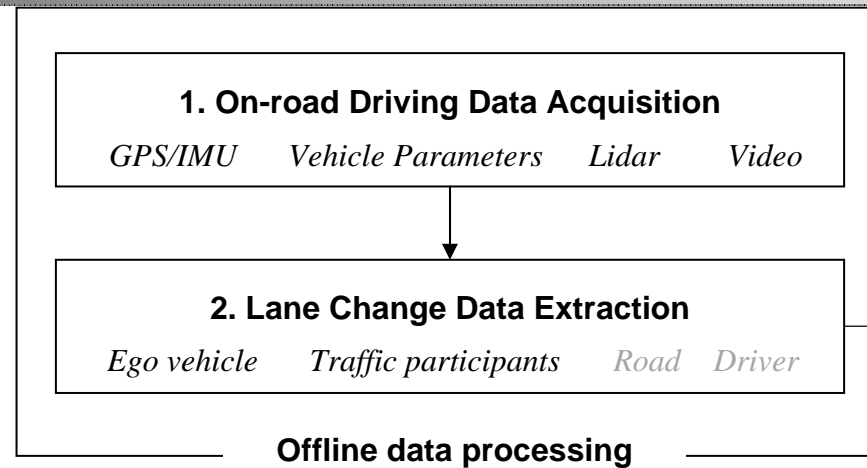 1. On-road Driving Data Acquisition
GPS/IMU Vehicle Parameters Lidar Video
2. Lane Change Data Extraction
Ego vehicle Traffic participants Road Driver
Offline data processing